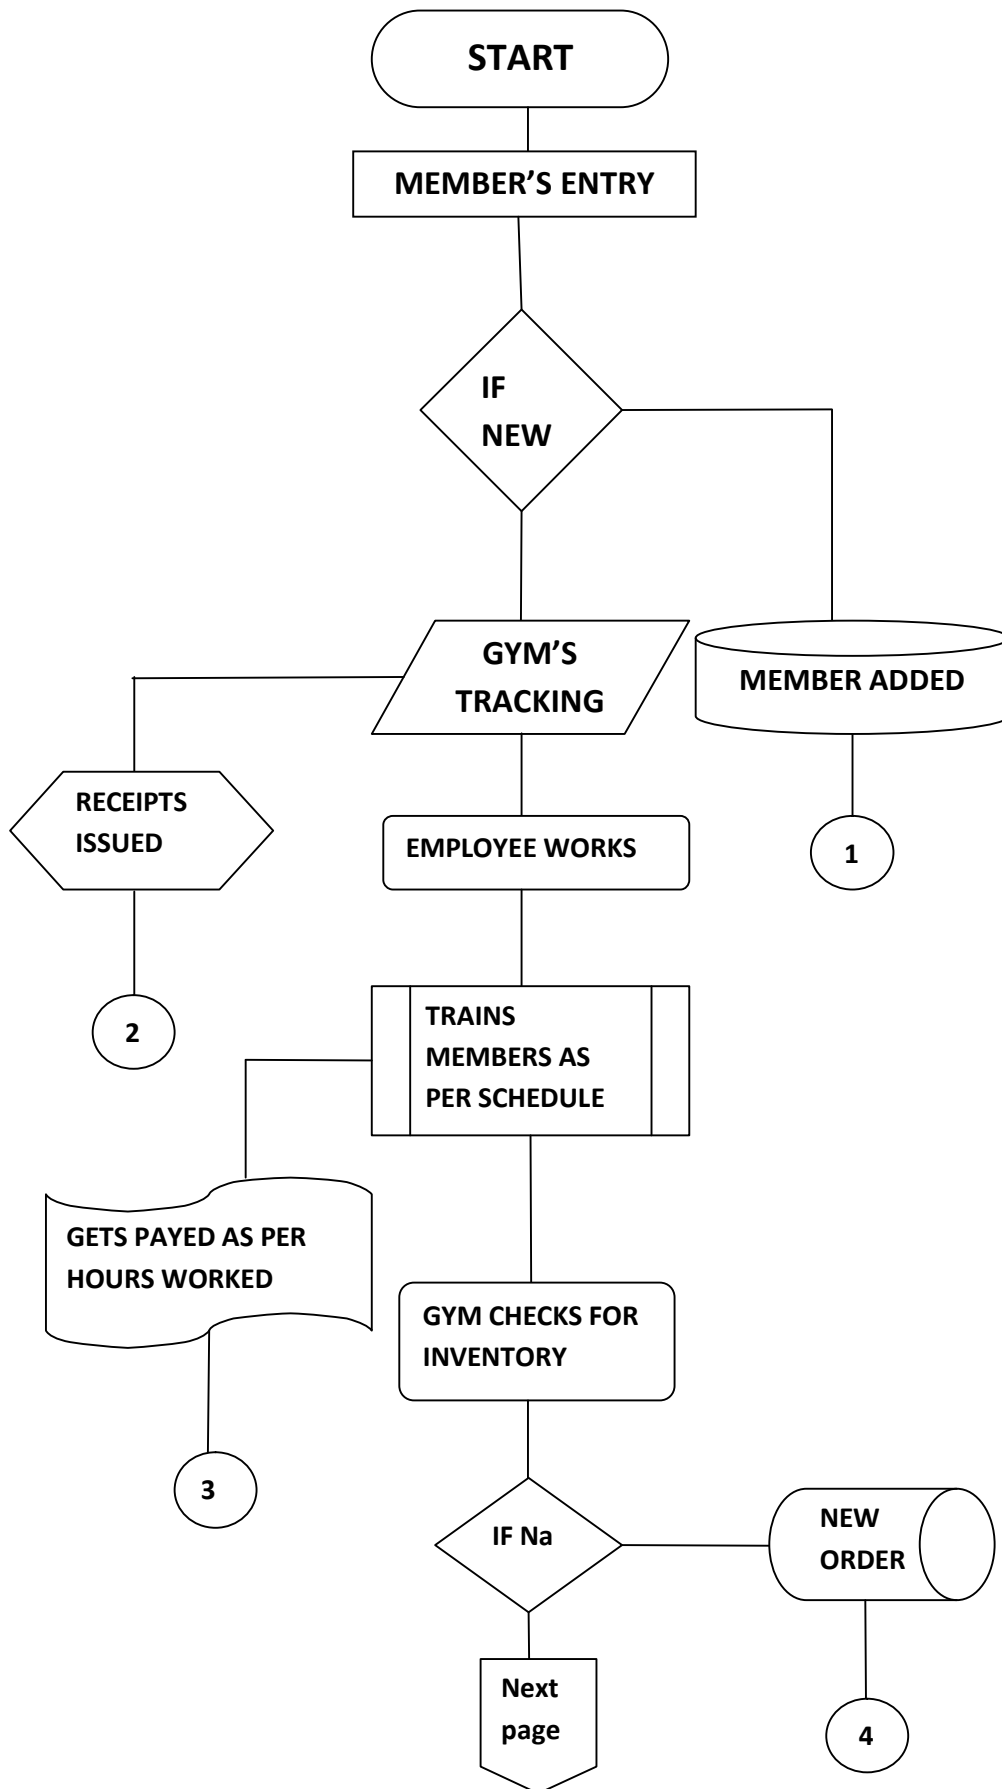 START
MEMBER’S ENTRY
IF
NEW
GYM’S
TRACKING
MEMBER ADDED
RECEIPTS
ISSUED
EMPLOYEE WORKS
1
2
TRAINS
MEMBERS AS
PER SCHEDULE
GETS PAYED AS PER
HOURS WORKED
GYM CHECKS FOR
INVENTORY
3
IF Na
NEW
ORDER
Next
page
4